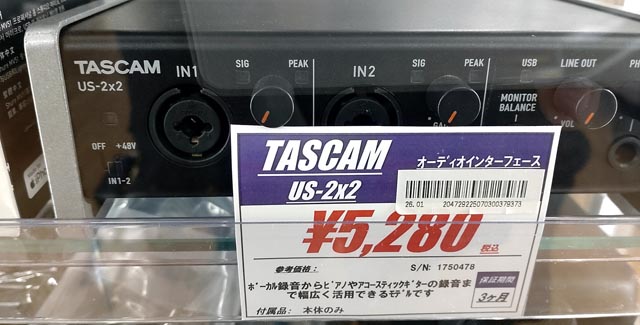 TASCAM
US-2x2
IN1
SIG
PEAK
IN2
SIG
PEAK
USB
LINE OUT
MONITOR
BALANCE
VOL
OFF +48V
IN1-2
TASCAM
オーディオインターフェース
US-2x2
26.01 204729225070300379373
¥5,280 税込
参考価格:
S/N: 1750478
ボーカル録音からピアノやアコースティックギターの録音ま
で幅広く活用できるモデルです
保証期間
3ヶ月
付属品: 本体のみ